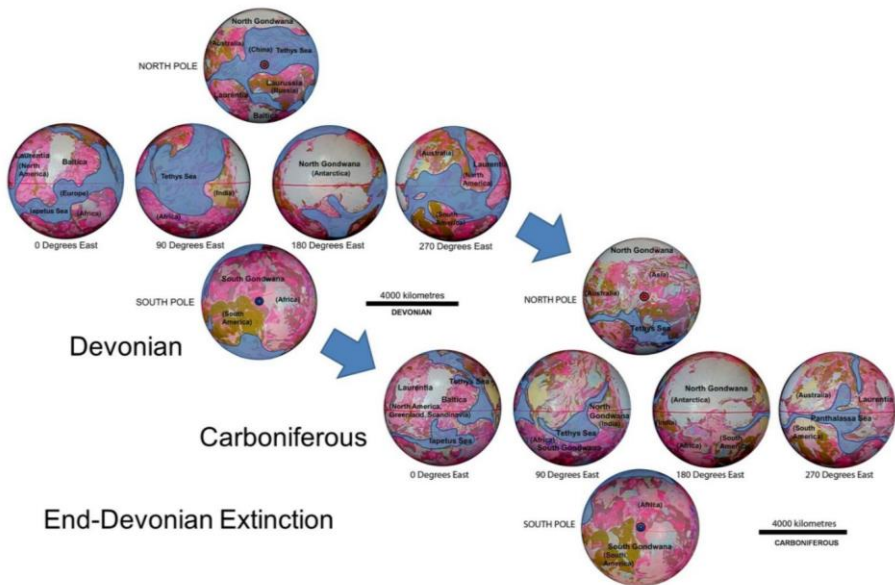 North Gondwana
(Australia)
(China)
Tethys Sea
NORTH POLE
Laurussia
(Russia)
Laurentia
Baltica
Laurentia
(North
America)
Baltica
(Europe)
Iapetus Sea
(Africa)
0 Degrees East
Tethys Sea
(India)
(Africa)
90 Degrees East
North Gondwana
(Antarctica)
180 Degrees East
(Australia)
Laurentia
(North
America)
(South
America)
270 Degrees East
South Gondwana
(Africa)
SOUTH POLE
(South
America)
4000 kilometres
DEVONIAN
Devonian
North Gondwana
(Asia)
(Australia)
NORTH POLE
Tethys Sea
Laurentia
Tethys Sea
Baltica
(North America,
Greenland, Scandinavia)
Iapetus Sea
0 Degrees East
North
Gondwana
(India)
Tethys Sea
(Africa)
South Gondwana
90 Degrees East
North Gondwana
(Antarctica)
(India)
(Africa)
(South
America)
180 Degrees East
(Australia)
Laurentia
Panthalassa Sea
(South
America)
270 Degrees East
Carboniferous
End-Devonian Extinction
(Africa)
SOUTH POLE
South Gondwana
(South
America)
4000 kilometres
CARBONIFEROUS